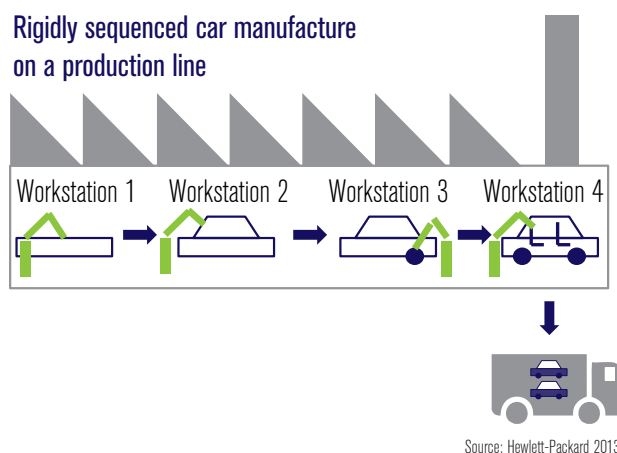 Rigidly sequenced car manufacture
on a production line
Workstation 1
Workstation 2
Workstation 3
Workstation 4
Source: Hewlett-Packard 2013